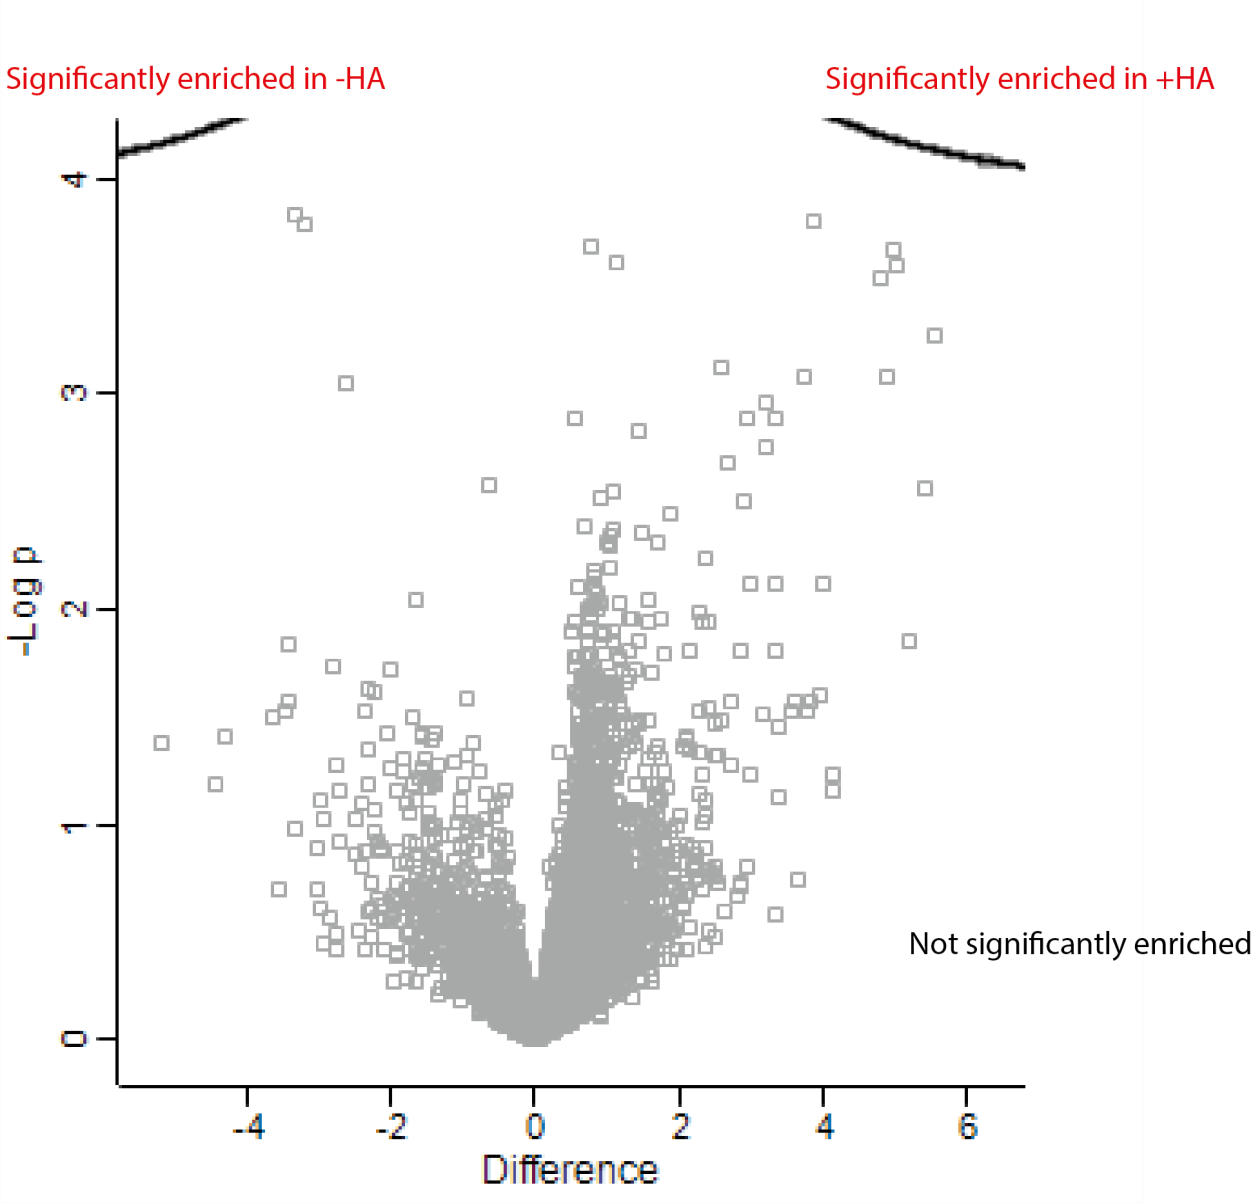 Significantly enriched in -HA
Significantly enriched in +HA
4
3
2
1
0
-Log p
Not significantly enriched
-4
-2
0
2
4
6
Difference